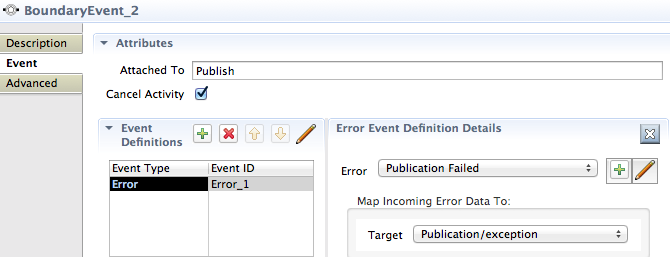 BoundaryEvent_2
Description
Event
Advanced
Attributes
Attached To Publish
Cancel Activity
Event Definitions
Event Type Event ID
Error Error_1
Error Event Definition Details
Error Publication Failed
Map Incoming Error Data To:
Target Publication/exception